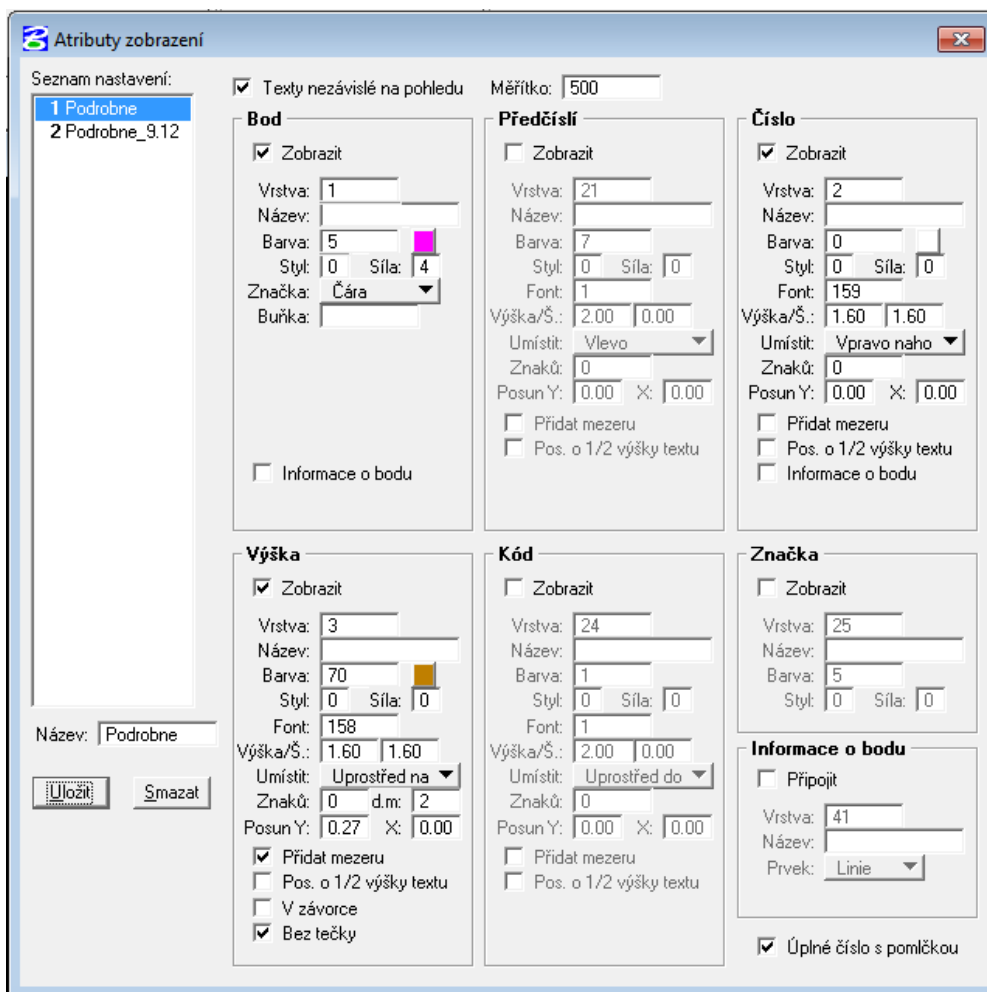 Atributy zobrazení
Seznam nastavení:
1 Podrobne
2 Podrobne_9.12
Název: Podrobne
Uložit Smazat
Texty nezávislé na pohledu Měřítko: 500
Bod
Zobrazit
Vrstva: 1
Název:
Barva: 5
Styl: 0 Síla: 4
Značka: Čára
Buňka:
Informace o bodu
Předčíslí
Zobrazit
Vrstva: 21
Název:
Barva: 7
Styl: 0 Síla: 0
Font: 1
Výška/Š.: 2.00 0.00
Umístit: Vlevo
Znaků: 0
Posun Y: 0.00 X: 0.00
Přidat mezeru
Pos. o 1/2 výšky textu
Číslo
Zobrazit
Vrstva: 2
Název:
Barva: 0
Styl: 0 Síla: 0
Font: 159
Výška/Š.: 1.60 1.60
Umístit: Vpravo naho
Znaků: 0
Posun Y: 0.00 X: 0.00
Přidat mezeru
Pos. o 1/2 výšky textu
Informace o bodu
Výška
Zobrazit
Vrstva: 3
Název:
Barva: 70
Styl: 0 Síla: 0
Font: 158
Výška/Š.: 1.60 1.60
Umístit: Uprostřed na
Znaků: 0 d.m: 2
Posun Y: 0.27 X: 0.00
Přidat mezeru
Pos. o 1/2 výšky textu
V závorce
Bez tečky
Kód
Zobrazit
Vrstva: 24
Název:
Barva: 1
Styl: 0 Síla: 0
Font: 1
Výška/Š.: 2.00 0.00
Umístit: Uprostřed do
Znaků: 0
Posun Y: 0.00 X: 0.00
Přidat mezeru
Pos. o 1/2 výšky textu
Značka
Zobrazit
Vrstva: 25
Název:
Barva: 5
Styl: 0 Síla: 0
Informace o bodu
Připojit
Vrstva: 41
Název:
Prvek: Linie
Úplné číslo s pomlčkou